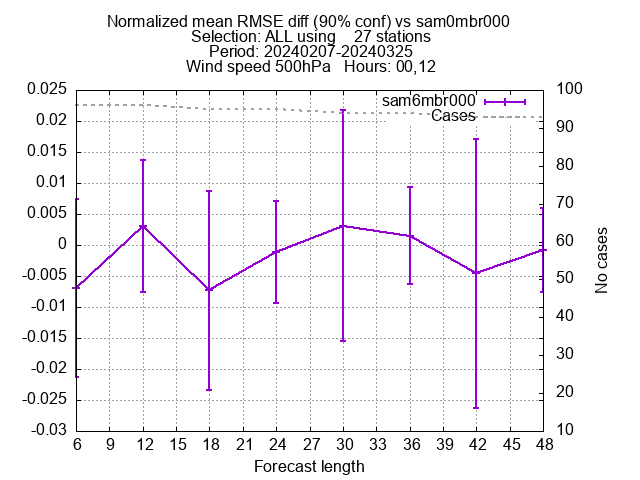 Normalized mean RMSE diff (90% conf) vs sam0mbr000
Selection: ALL using    27 stations
Period: 20240207-20240325
Wind speed 500hPa   Hours: 00,12
sam6mbr000
Cases
0.025
0.02
0.015
0.01
0.005
0
-0.005
-0.01
-0.015
-0.02
-0.025
-0.03
100
90
80
70
60
50
40
30
20
10
No cases
6 9 12 15 18 21 24 27 30 33 36 39 42 45 48
Forecast length